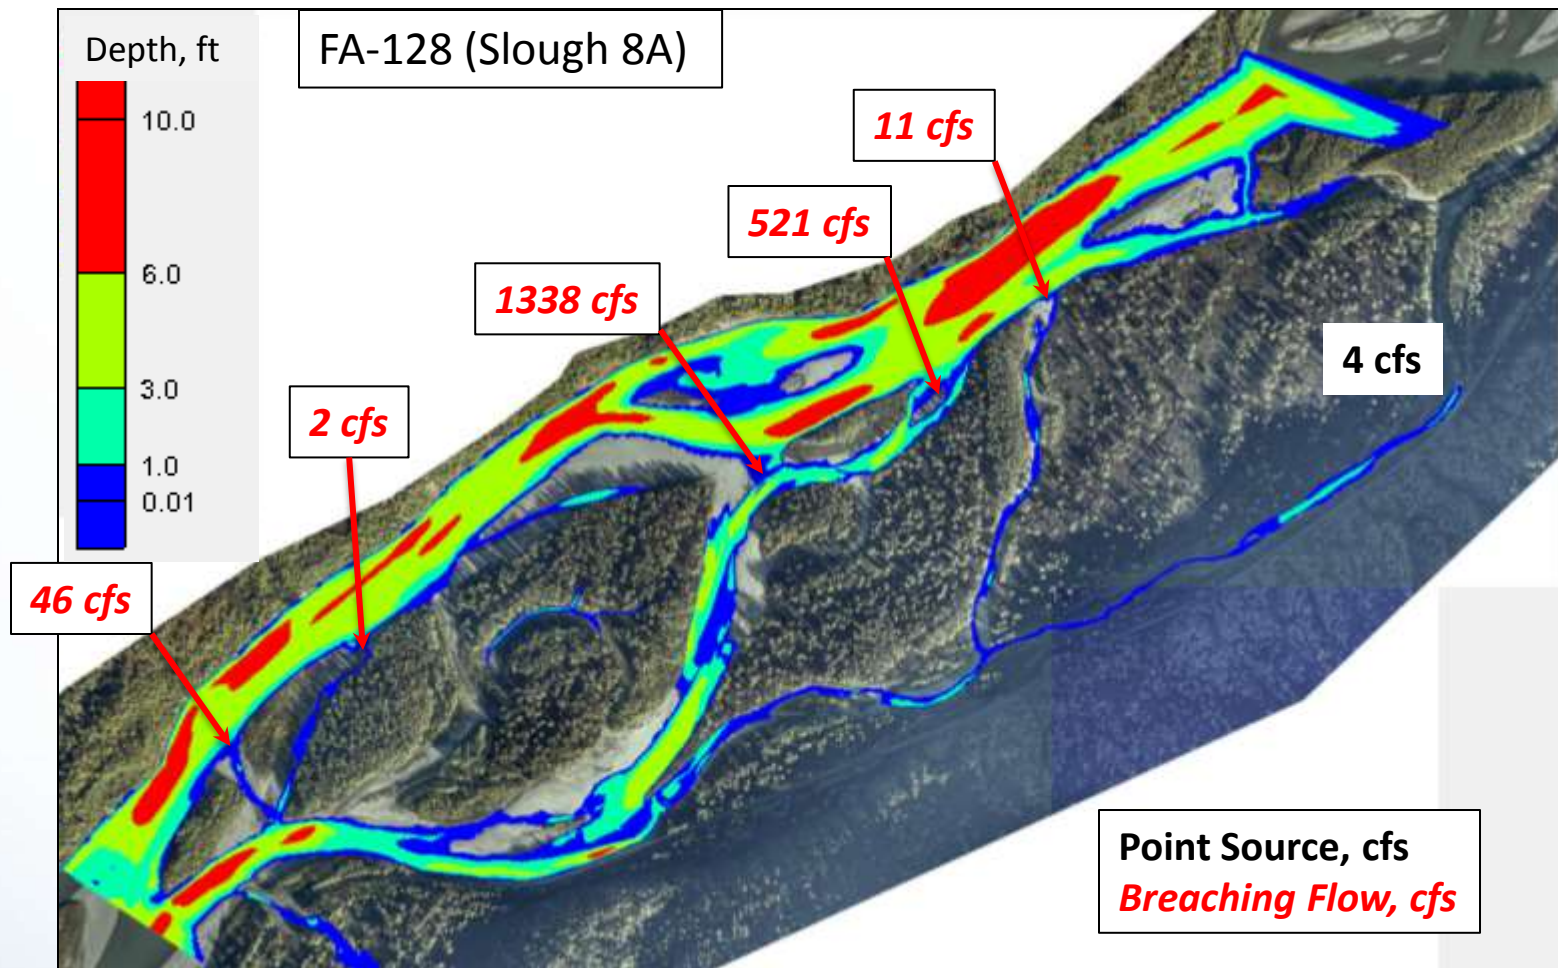 FA-128 (Slough 8A)
Depth, ft
10.0
6.0
3.0
1.0
0.01
11 cfs
521 cfs
1338 cfs
2 cfs
46 cfs
4 cfs
Point Source, cfs
Breaching Flow, cfs